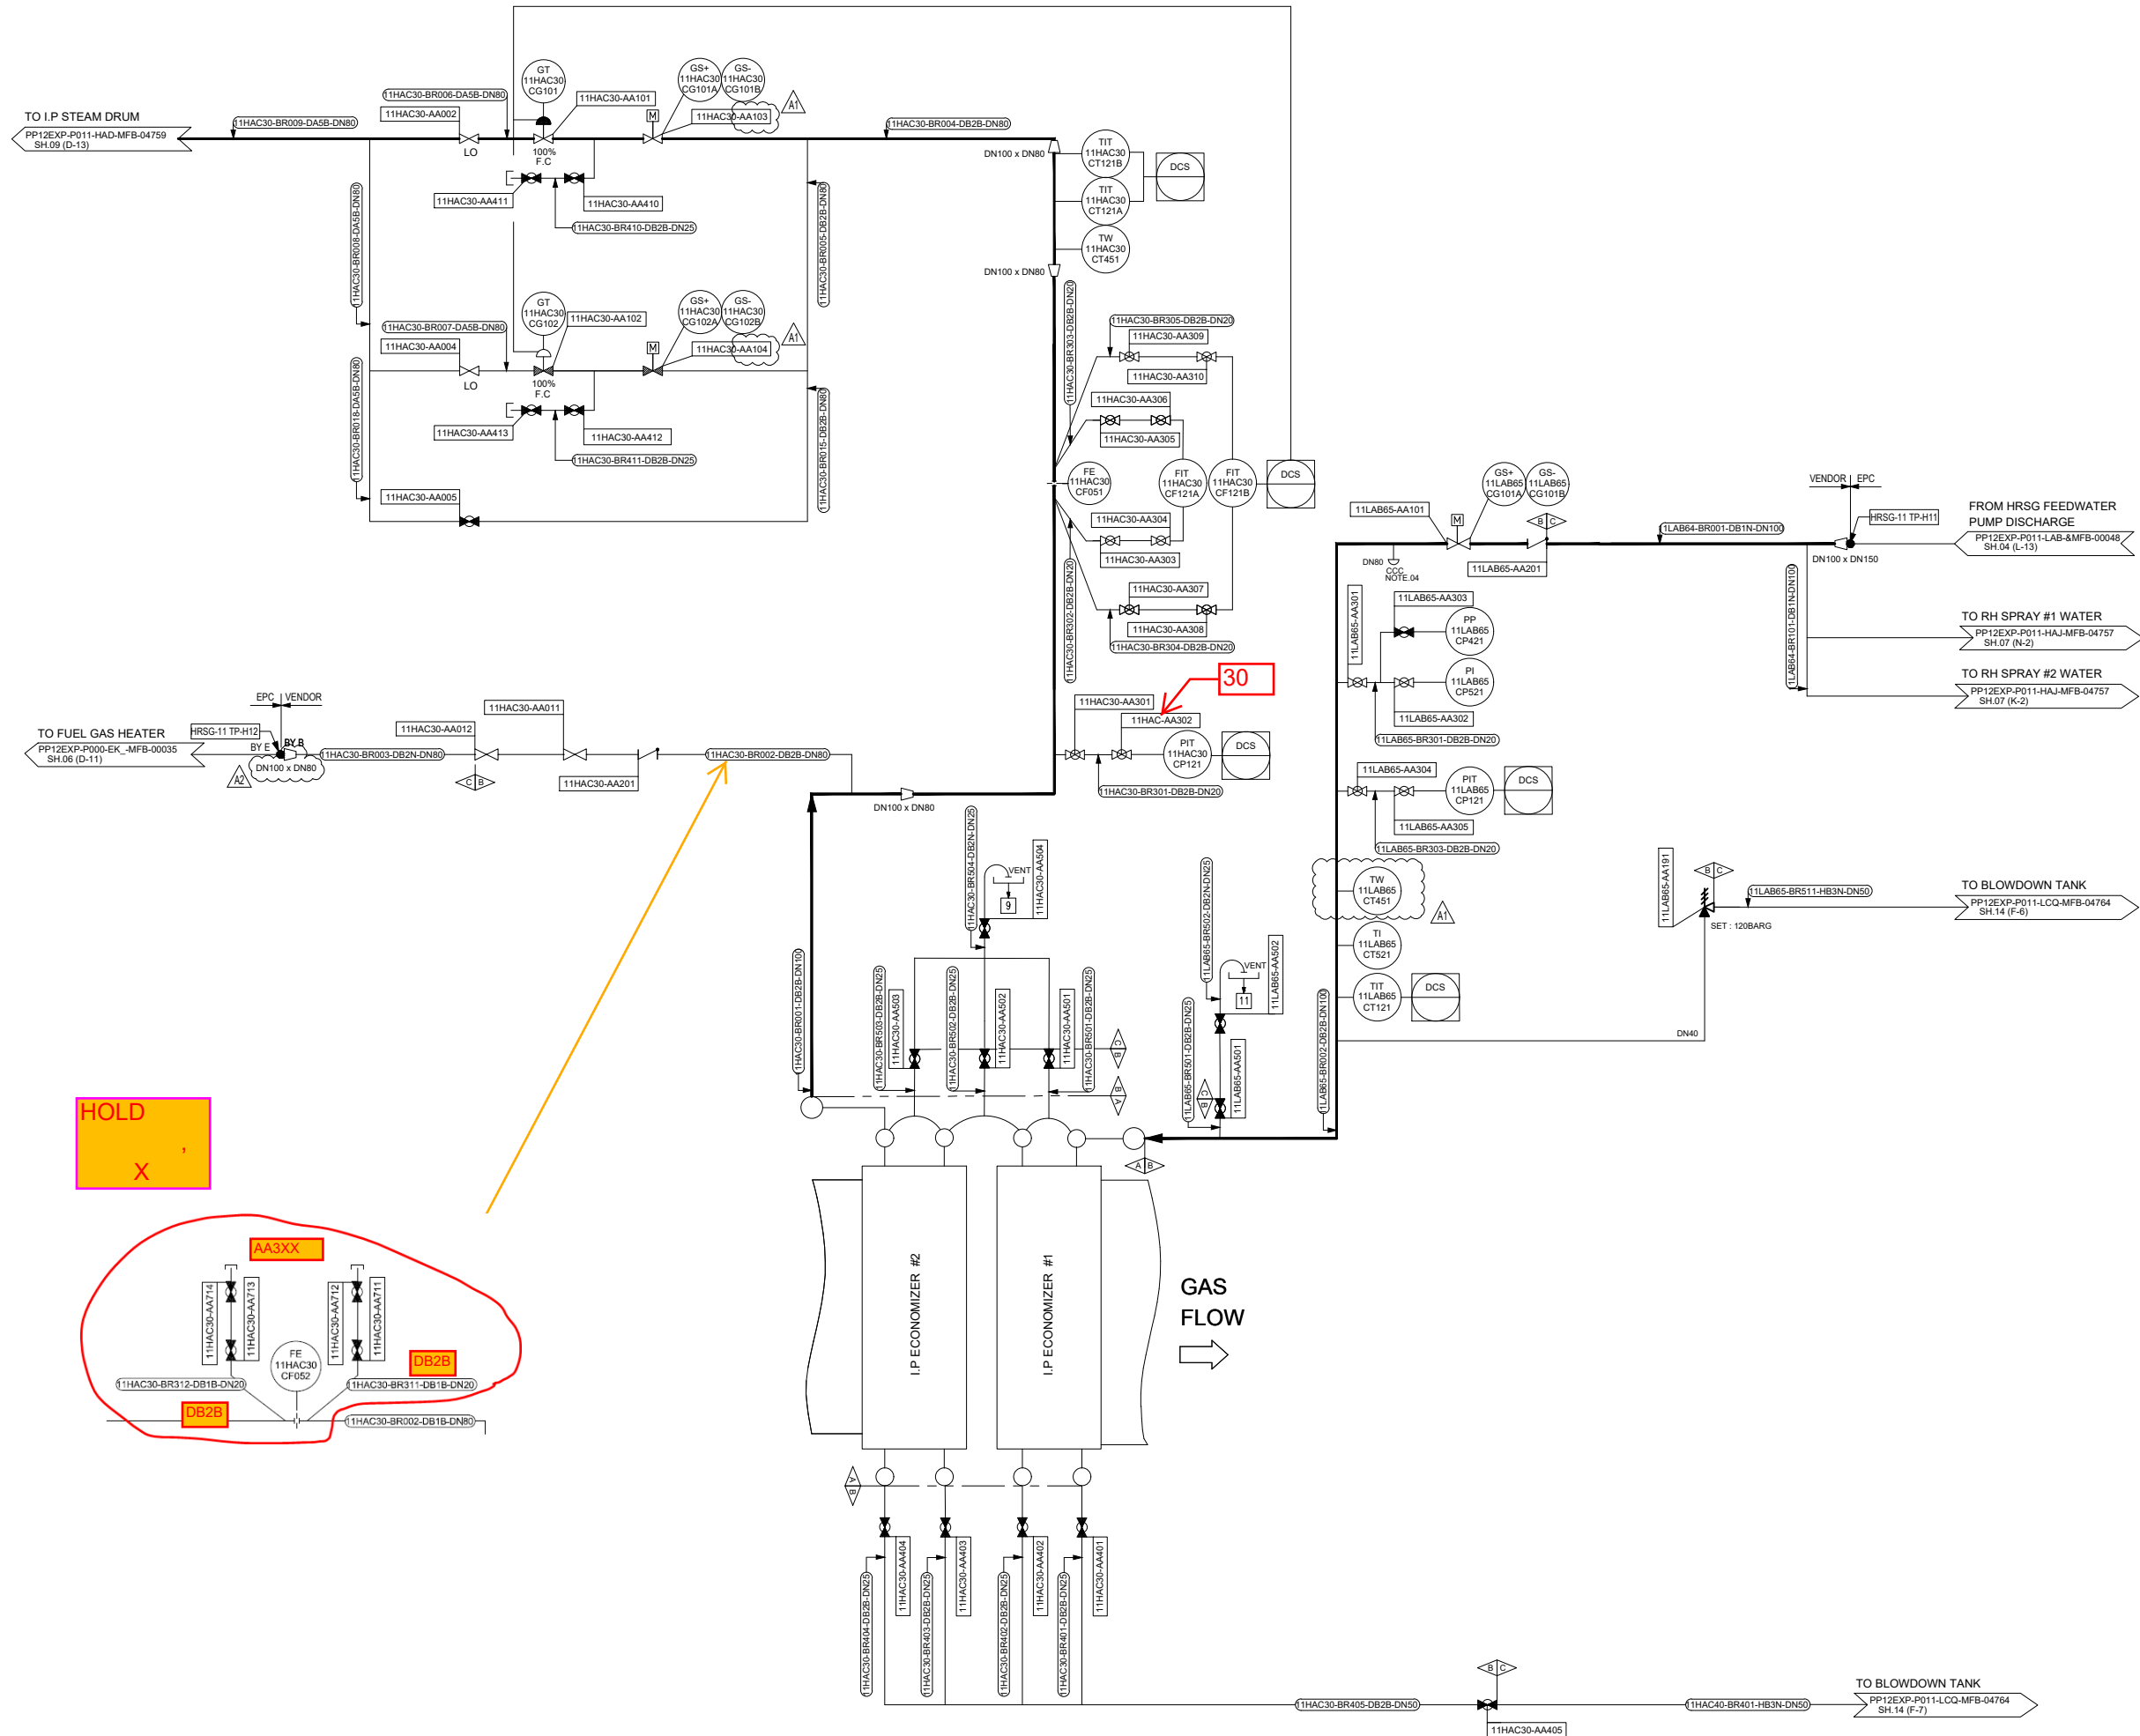 TO I.P STEAM DRUM
PP12EXP-P011-HAD-MFB-04759
SH.09 (D-13)
11HAC30-BR009-DA5B-DN80
11HAC30-BR006-DA5B-DN80
11HAC30-AA002
LO
GT
11HAC30
CG101
11HAC30-AA101
100%
F.C
GS+
11HAC30
CG101A
GS-
11HAC30
CG101B
M
11HAC30-AA103
A1
11HAC30-BR004-DB2B-DN80
11HAC30-AA411
11HAC30-AA410
11HAC30-BR410-DB2B-DN25
11HAC30-BR008-DA5B-DN80
11HAC30-BR005-DB2B-DN80
11HAC30-BR007-DA5B-DN80
11HAC30-AA004
LO
GT
11HAC30
CG102
11HAC30-AA102
100%
F.C
GS+
11HAC30
CG102A
GS-
11HAC30
CG102B
M
11HAC30-AA104
A1
11HAC30-AA413
11HAC30-AA412
11HAC30-BR411-DB2B-DN25
11HAC30-BR018-DA5B-DN80
11HAC30-BR015-DB2B-DN80
11HAC30-AA005
DN100 x DN80
TIT
11HAC30
CT121B
TIT
11HAC30
CT121A
DCS
TW
11HAC30
CT451
DN100 x DN80
11HAC30-BR303-DB2B-DN20
11HAC30-BR305-DB2B-DN20
11HAC30-AA309
11HAC30-AA310
11HAC30-AA306
11HAC30-AA305
FE
11HAC30
CF051
FIT
11HAC30
CF121A
FIT
11HAC30
CF121B
DCS
11HAC30-AA304
11HAC30-AA303
11HAC30-AA307
11HAC30-AA308
11HAC30-BR304-DB2B-DN20
11HAC30-BR302-DB2B-DN20
30
11HAC30-AA301
11HAC-AA302
PIT
11HAC30
CP121
DCS
11HAC30-BR301-DB2B-DN20
11LAB65-AA101
M
GS+
11LAB65
CG101A
GS-
11LAB65
CG101B
B C
11LAB65-AA201
DN80
CCC
NOTE.04
11LAB64-BR001-DB1N-DN100
VENDOR
EPC
HRSG-11 TP-H11
DN100 x DN150
FROM HRSG FEEDWATER
PUMP DISCHARGE
PP12EXP-P011-LAB-&MFB-00048
SH.04 (L-13)
11LAB64-BR101-DB1N-DN100
TO RH SPRAY #1 WATER
PP12EXP-P011-HAJ-MFB-04757
SH.07 (N-2)
TO RH SPRAY #2 WATER
PP12EXP-P011-HAJ-MFB-04757
SH.07 (K-2)
11LAB65-AA301
11LAB65-AA303
PP
11LAB65
CP421
PI
11LAB65
CP521
11LAB65-AA302
11LAB65-BR301-DB2B-DN20
11LAB65-AA304
PIT
11LAB65
CP121
DCS
11LAB65-AA305
11LAB65-BR303-DB2B-DN20
TW
11LAB65
CT451
A1
TI
11LAB65
CT521
TIT
11LAB65
CT121
DCS
11LAB65-AA191
B C
11LAB65-BR511-HB3N-DN50
SET : 120BARG
DN40
TO BLOWDOWN TANK
PP12EXP-P011-LCQ-MFB-04764
SH.14 (F-6)
TO FUEL GAS HEATER
PP12EXP-P000-EK_-MFB-00035
SH.06 (D-11)
EPC
VENDOR
HRSG-11 TP-H12
BY E
BY B
A2
DN100 x DN80
11HAC30-BR003-DB2N-DN80
11HAC30-AA012
C B
11HAC30-AA011
11HAC30-AA201
11HAC30-BR002-DB2B-DN80
DN100 x DN80
11HAC30-BR001-DB2B-DN100
11HAC30-BR504-DB2N-DN25
VENT
9
11HAC30-AA504
11HAC30-BR503-DB2B-DN25
11HAC30-AA503
11HAC30-BR502-DB2B-DN25
11HAC30-AA502
11HAC30-AA501
11HAC30-BR501-DB2B-DN25
C B
B A
11LAB65-BR502-DB2N-DN25
VENT
11
11LAB65-AA502
11LAB65-BR501-DB2B-DN25
C B
11LAB65-AA501
11LAB65-BR002-DB2B-DN100
A B
I.P ECONOMIZER #2
I.P ECONOMIZER #1
GAS
FLOW
HOLD
,
X
AA3XX
11HAC30-AA714
11HAC30-AA713
11HAC30-AA712
11HAC30-AA711
FE
11HAC30
CF052
DB2B
11HAC30-BR312-DB1B-DN20
11HAC30-BR311-DB1B-DN20
DB2B
11HAC30-BR002-DB1B-DN80
A B
11HAC30-BR404-DB2B-DN25
11HAC30-AA404
11HAC30-BR403-DB2B-DN25
11HAC30-AA403
11HAC30-BR402-DB2B-DN25
11HAC30-AA402
11HAC30-BR401-DB2B-DN25
11HAC30-AA401
11HAC30-BR405-DB2B-DN50
B C
11HAC30-AA405
11HAC40-BR401-HB3N-DN50
TO BLOWDOWN TANK
PP12EXP-P011-LCQ-MFB-04764
SH.14 (F-7)